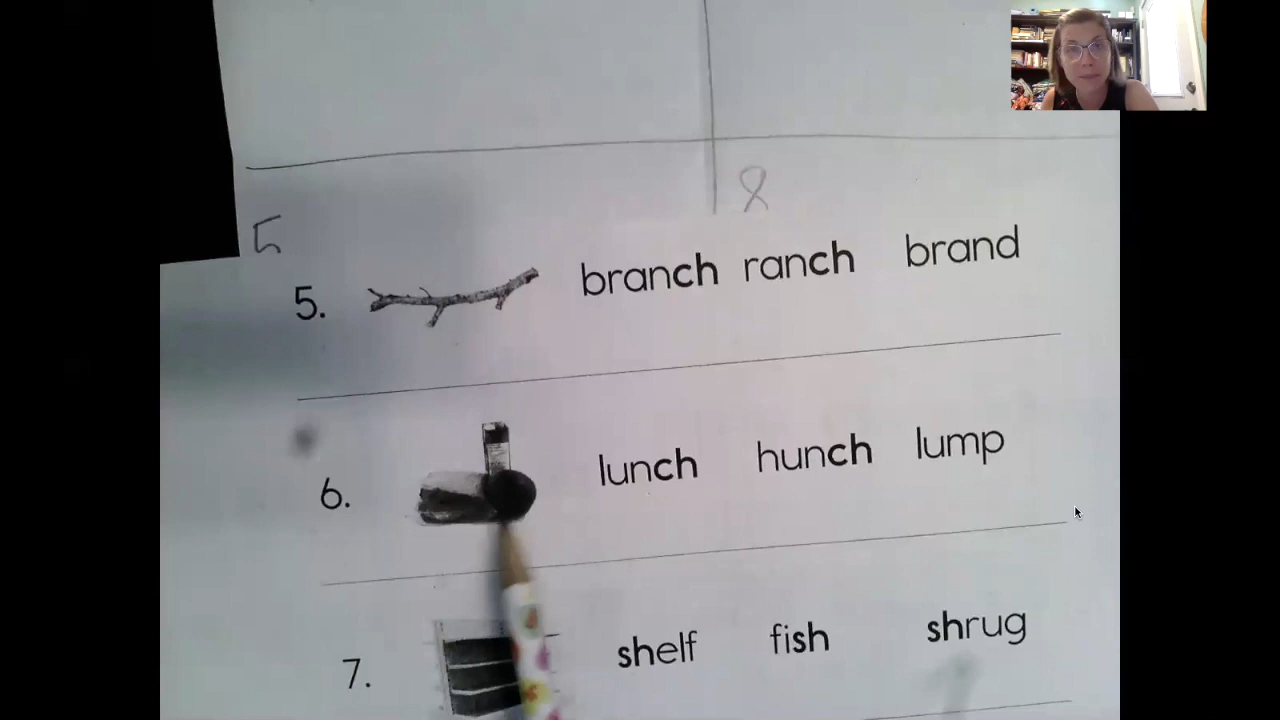 5
8
5. branch ranch brand
6. lunch hunch lump
7. shelf fish shrug